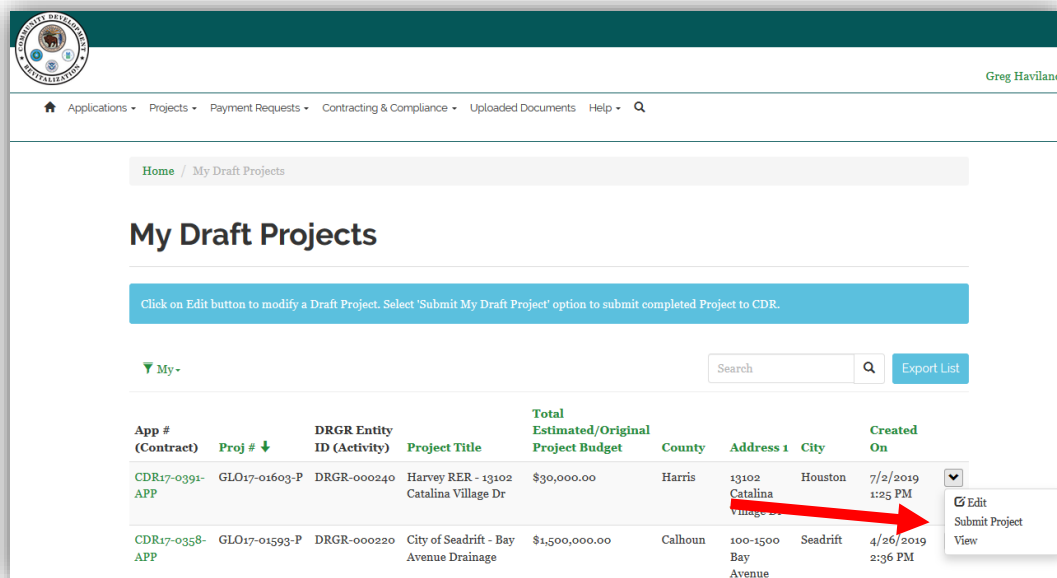 COMMUNITY DEVELOPMENT
REVITALIZATION
Greg Haviland
Applications Projects Payment Requests Contracting & Compliance Uploaded Documents Help
Home / My Draft Projects
My Draft Projects
Click on Edit button to modify a Draft Project. Select 'Submit My Draft Project' option to submit completed Project to CDR.
My
Search
Export List
App # (Contract)
Proj #
DRGR Entity ID (Activity)
Project Title
Total Estimated/Original Project Budget
County
Address 1
City
Created On
CDR17-0391-APP
GLO17-01603-P
DRGR-000240
Harvey RER - 13102 Catalina Village Dr
$30,000.00
Harris
13102 Catalina Village Dr
Houston
7/2/2019 1:25 PM
Edit
Submit Project
View
CDR17-0358-APP
GLO17-01593-P
DRGR-000220
City of Seadrift - Bay Avenue Drainage
$1,500,000.00
Calhoun
100-1500 Bay Avenue
Seadrift
4/26/2019 2:36 PM